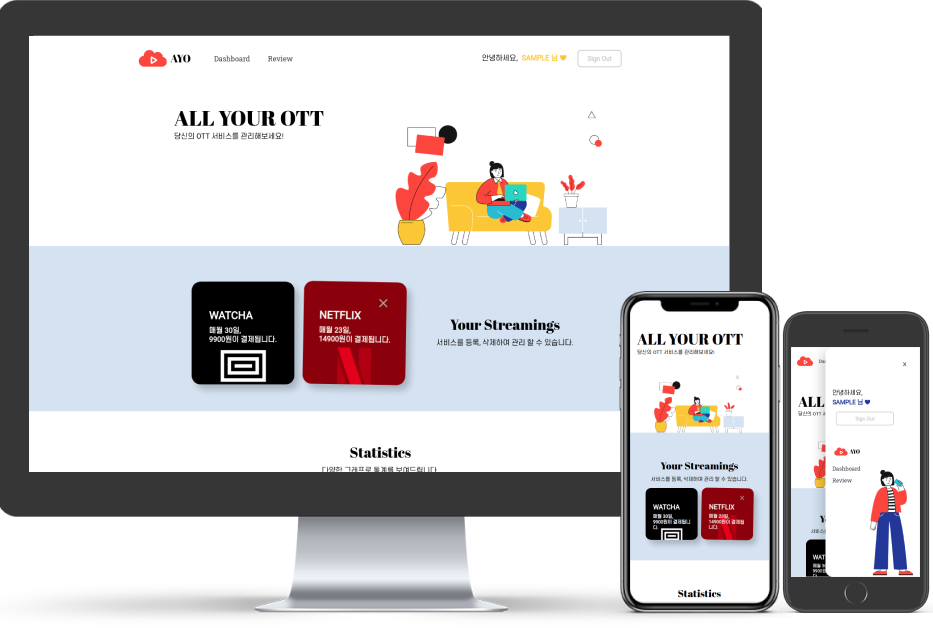 AYO
Dashboard
Review
안녕하세요, SAMPLE 님
Sign Out
ALL YOUR OTT
당신의 OTT 서비스를 관리해보세요!
WATCHA
매월 30일,
9900원이 결제됩니다.
NETFLIX
매월 23일,
14900원이 결제됩니다.
Your Streamings
서비스를 등록, 삭제하여 관리 할 수 있습니다.
Statistics
다양한 그래프로 통계를 보여드립니다.
ALL YOUR OTT
당신의 OTT 서비스를 관리해보세요!
Your Streamings
서비스를 등록, 삭제하여 관리 할 수 있습니다.
WATCHA
매월 30일,
9900원이 결제됩니
다.
NETFLIX
매월 23일,
14900원이 결제됩니
다.
Statistics
ALL
안녕하세요,
SAMPLE 님
Sign Out
AYO
Dashboard
Review